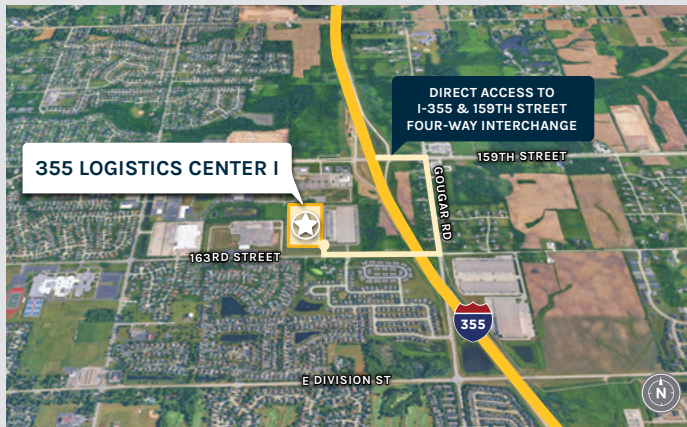 DIRECT ACCESS TO
I-355 & 159TH STREET
FOUR-WAY INTERCHANGE
159TH STREET
355 LOGISTICS CENTER I
GOUGAR RD
163RD STREET
355
E DIVISION ST
N